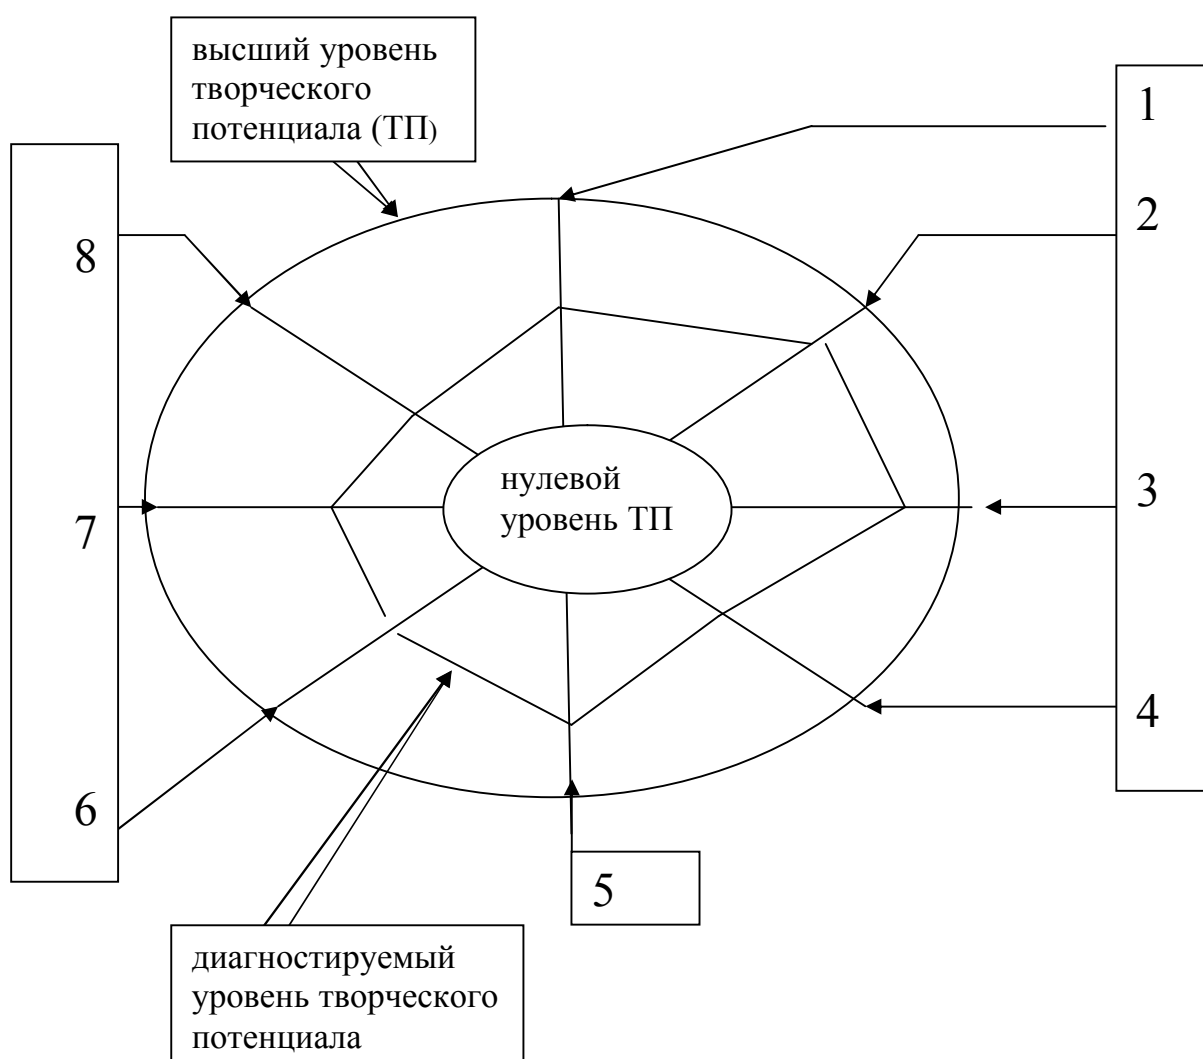 высший уровень
творческого
потенциала (ТП)
1
2
3
4
8
7
6
нулевой
уровень ТП
5
диагностируемый
уровень творческого
потенциала